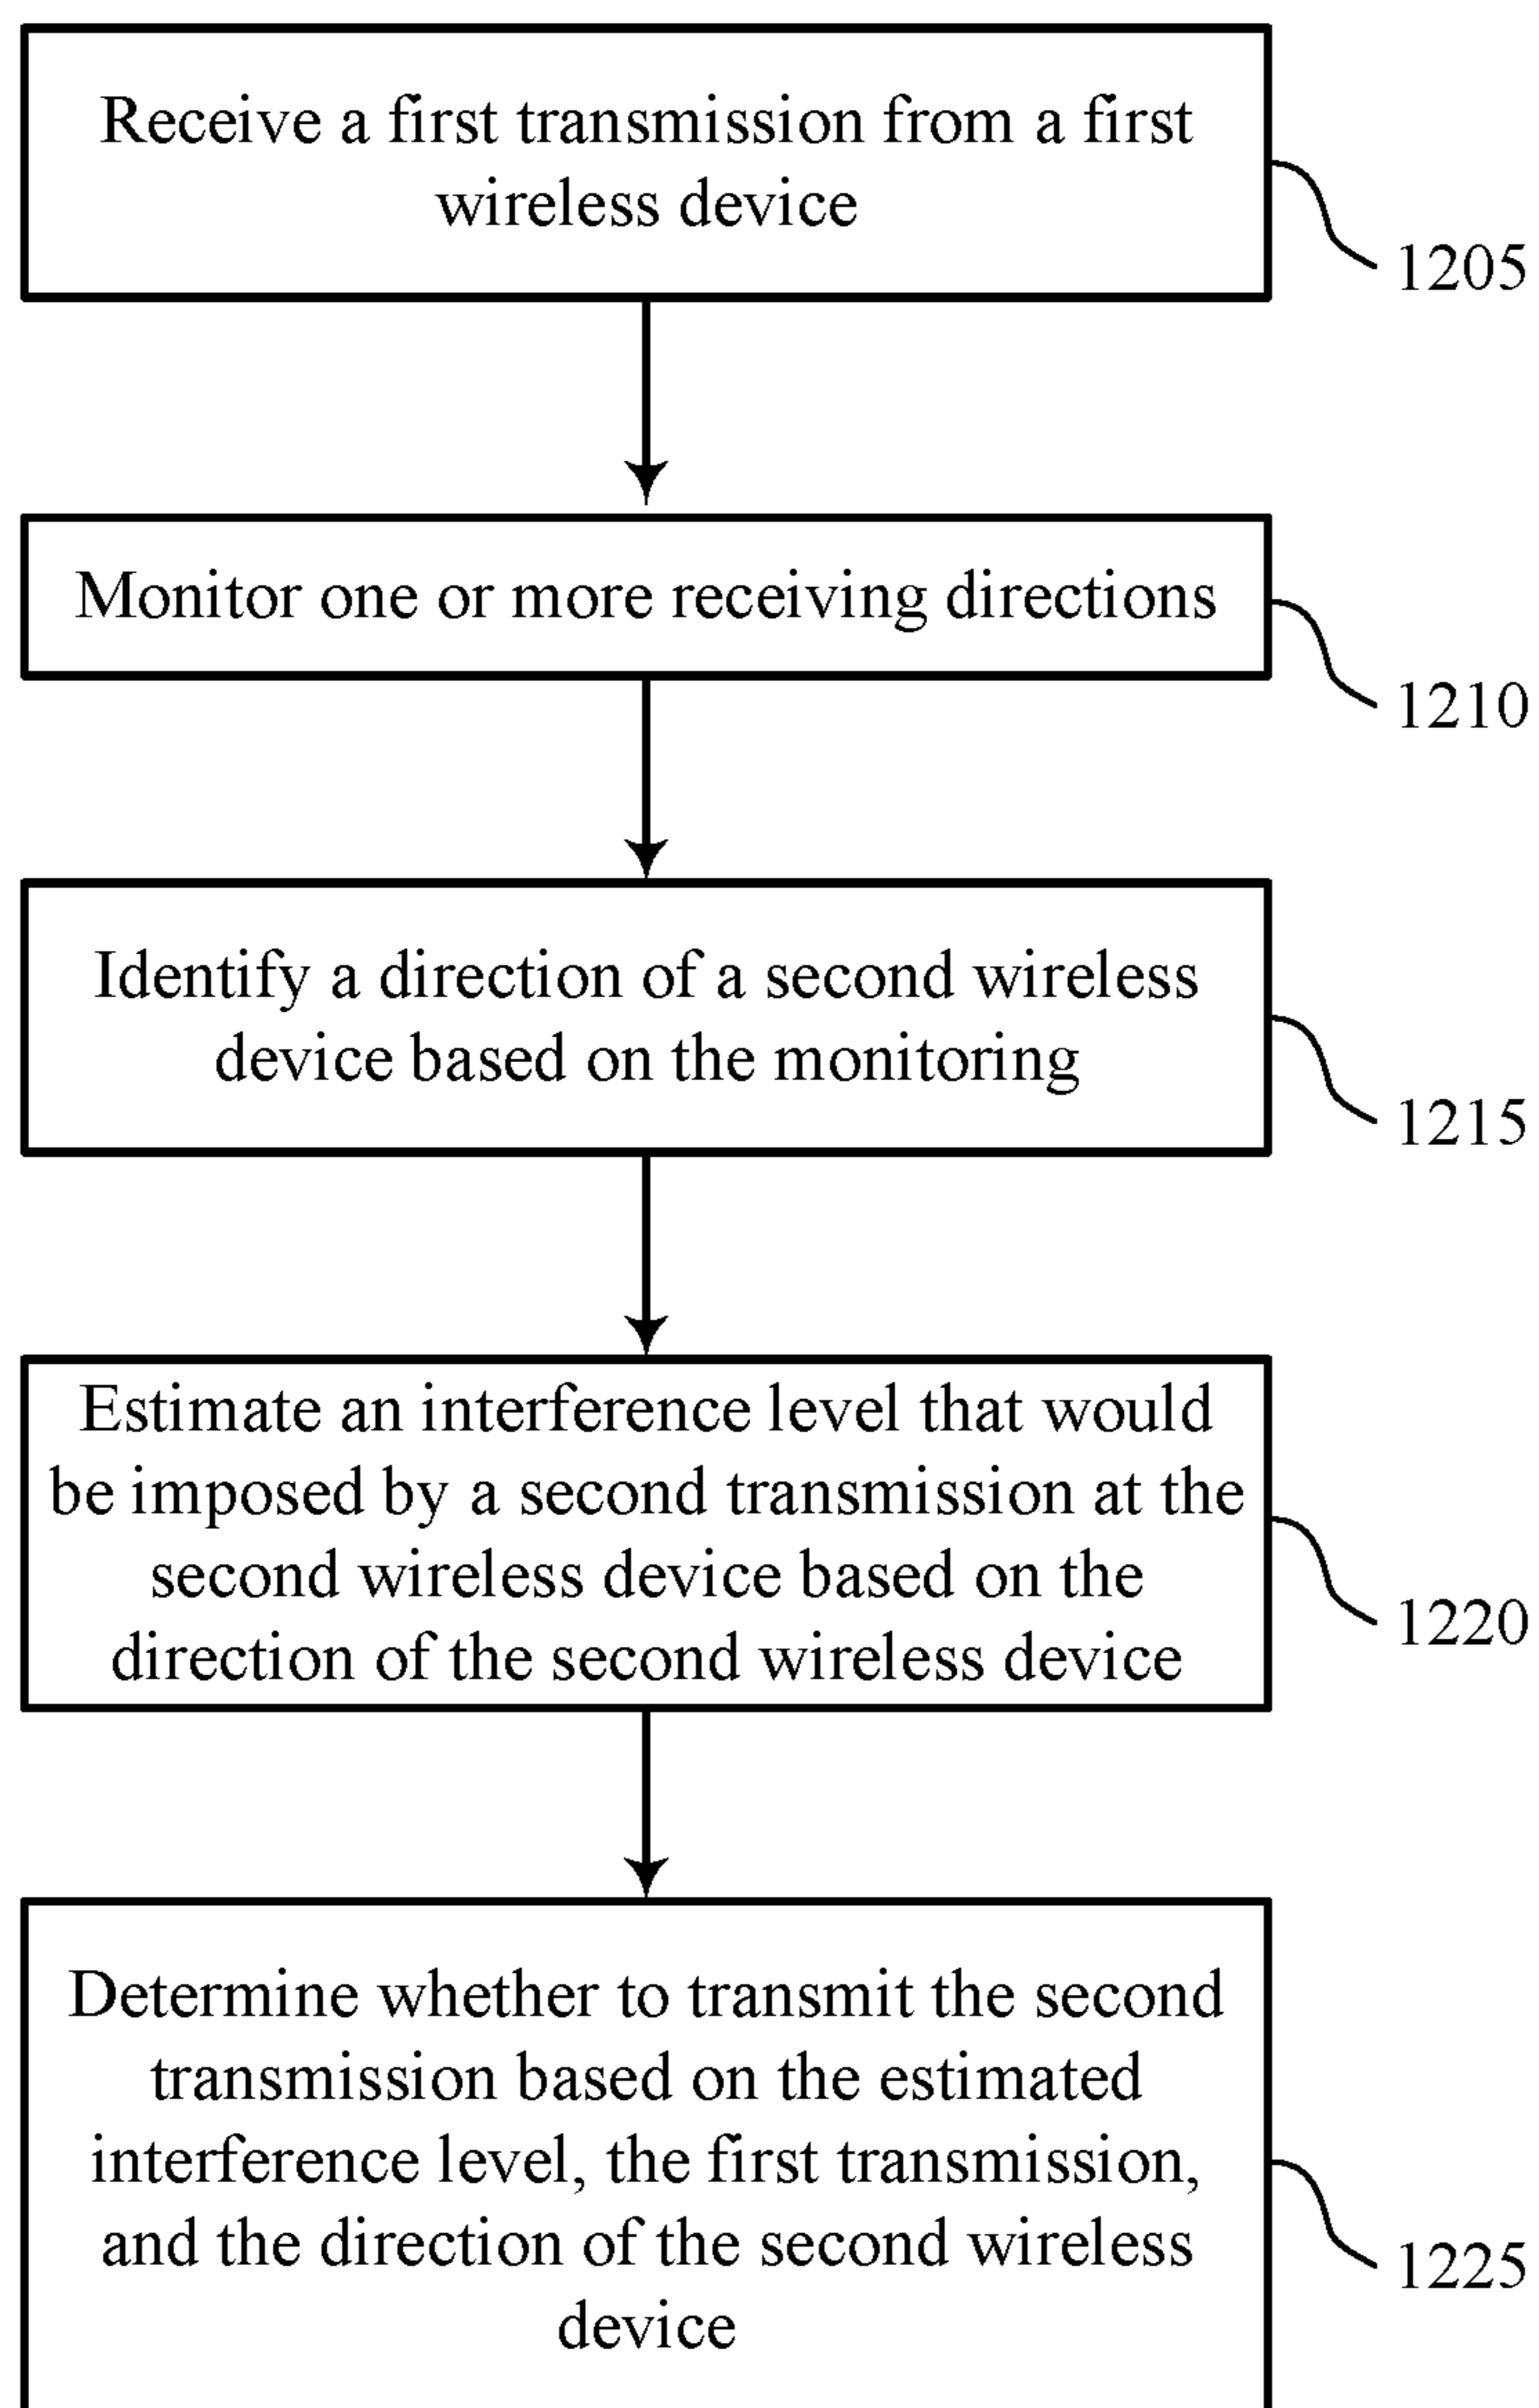 Receive a first transmission from a first
wireless device
1205
Monitor one or more receiving directions
1210
Identify a direction of a second wireless
device based on the monitoring
1215
Estimate an interference level that would
be imposed by a second transmission at the
second wireless device based on the
direction of the second wireless device
1220
Determine whether to transmit the second
transmission based on the estimated
interference level, the first transmission,
and the direction of the second wireless
device
1225